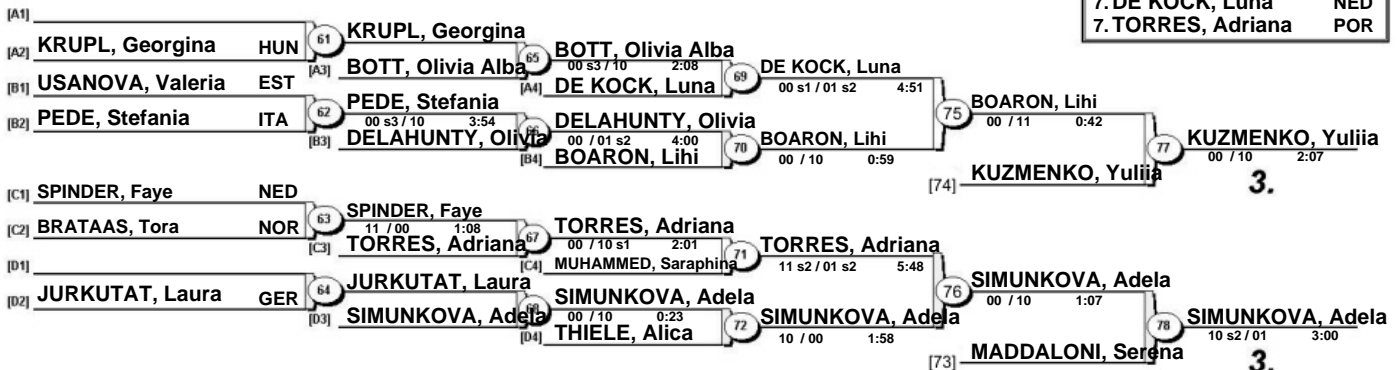 7. DE KOCK, Luna NED
7. TORRES, Adriana POR
[A1]
[A2] KRUPL, Georgina HUN
61
KRUPL, Georgina
[A3] BOTT, Olivia Alba
65
BOTT, Olivia Alba
00 s3 / 10 2:08
[A4] DE KOCK, Luna
69
DE KOCK, Luna
00 s1 / 01 s2 4:51
[B1] USANOVA, Valeria EST
[B2] PEDE, Stefania ITA
62
PEDE, Stefania
00 s3 / 10 3:54
[B3] DELAHUNTY, Olivia
66
DELAHUNTY, Olivia
00 / 01 s2 4:00
[B4] BOARON, Lihi
70
BOARON, Lihi
00 / 10 0:59
75
BOARON, Lihi
00 / 11 0:42
[74] KUZMENKO, Yuliia
77
KUZMENKO, Yuliia
00 / 10 2:07
3.
[C1] SPINDER, Faye NED
[C2] BRATAAS, Tora NOR
63
SPINDER, Faye
11 / 00 1:08
[C3] TORRES, Adriana
67
TORRES, Adriana
00 / 10 s1 2:01
[C4] MUHAMMED, Saraphina
71
TORRES, Adriana
11 s2 / 01 s2 5:48
[D1]
[D2] JURKUTAT, Laura GER
64
JURKUTAT, Laura
[D3] SIMUNKOVA, Adela
68
SIMUNKOVA, Adela
00 / 10 0:23
[D4] THIELE, Alica
72
SIMUNKOVA, Adela
10 / 00 1:58
76
SIMUNKOVA, Adela
00 / 10 1:07
[73] MADDALONI, Serena
78
SIMUNKOVA, Adela
10 s2 / 01 3:00
3.